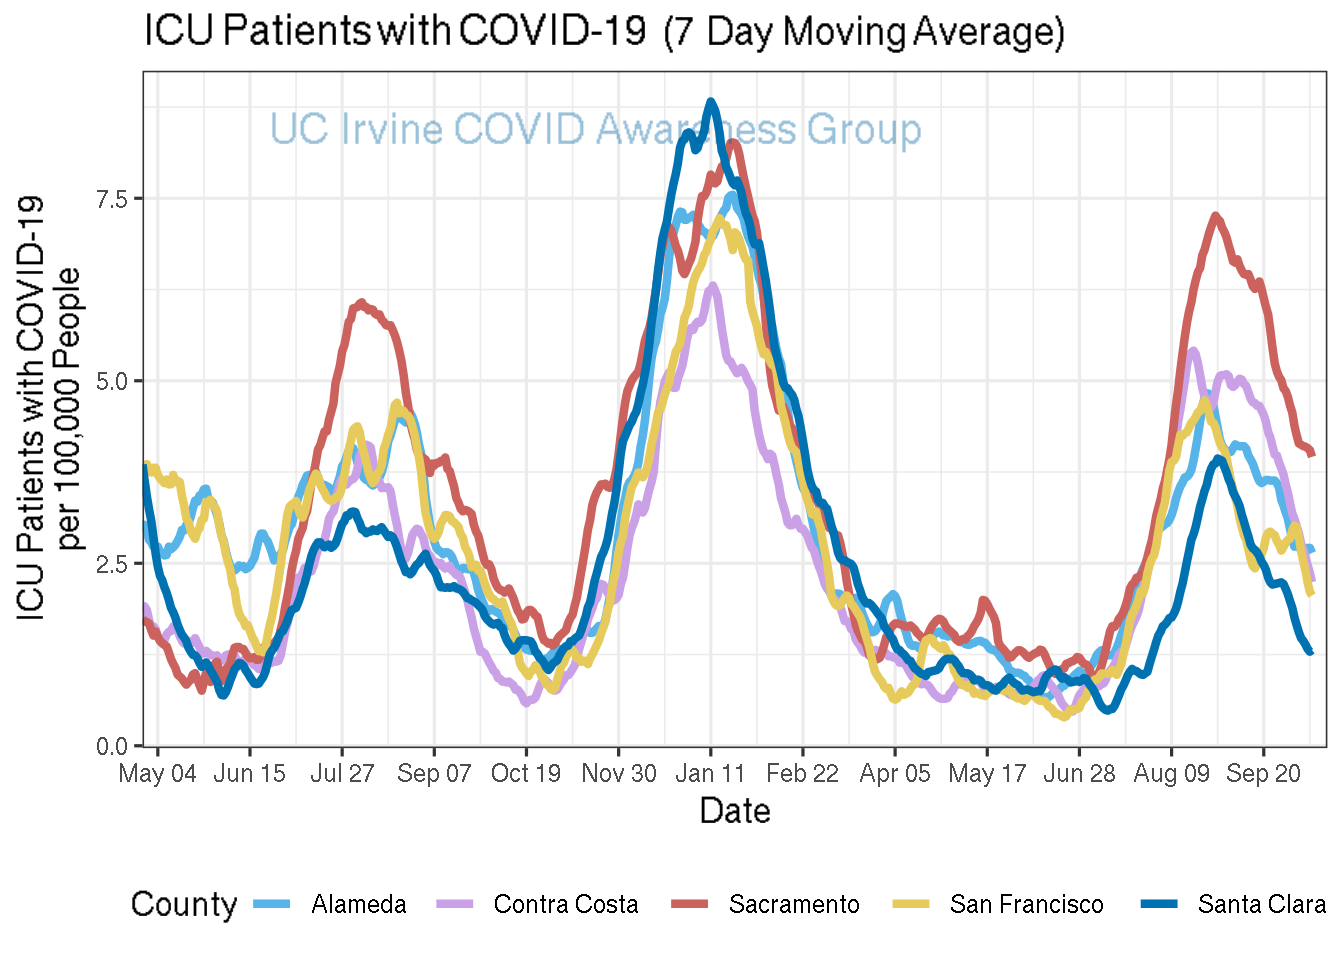 ICU Patients with COVID-19 (7 Day Moving Average)
UC Irvine COVID Awareness Group
ICU Patients with COVID-19
per 100,000 People
7.5
5.0
2.5
0.0
May 04 Jun 15 Jul 27 Sep 07 Oct 19 Nov 30 Jan 11 Feb 22 Apr 05 May 17 Jun 28 Aug 09 Sep 20
Date
County Alameda Contra Costa Sacramento San Francisco Santa Clara